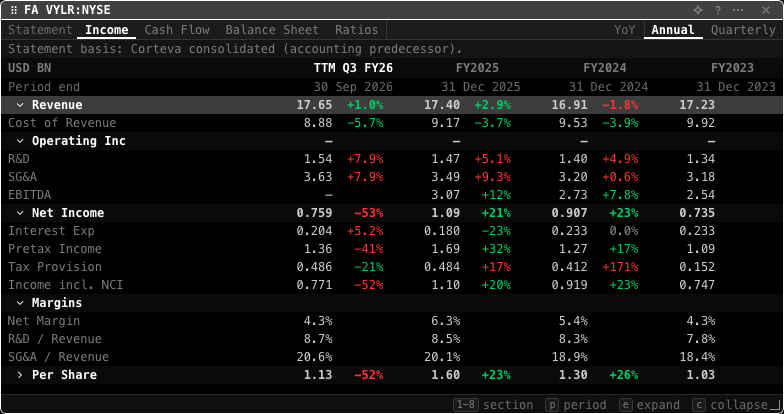 ⠿ FA VYLR:NYSE ✧ ? ⋯ ×
Statement Income Cash Flow Balance Sheet Ratios YoY Annual Quarterly
Statement basis: Corteva consolidated (accounting predecessor).
USD BN TTM Q3 FY26 FY2025 FY2024 FY2023
Period end 30 Sep 2026 31 Dec 2025 31 Dec 2024 31 Dec 2023
Revenue 17.65 +1.0% 17.40 +2.9% 16.91 −1.8% 17.23
Cost of Revenue 8.88 −5.7% 9.17 −3.7% 9.53 −3.9% 9.92
Operating Inc — — — —
R&D 1.54 +7.9% 1.47 +5.1% 1.40 +4.9% 1.34
SG&A 3.63 +7.9% 3.49 +9.3% 3.20 +0.6% 3.18
EBITDA — 3.07 +12% 2.73 +7.8% 2.54
Net Income 0.759 −53% 1.09 +21% 0.907 +23% 0.735
Interest Exp 0.204 +5.2% 0.180 −23% 0.233 0.0% 0.233
Pretax Income 1.36 −41% 1.69 +32% 1.27 +17% 1.09
Tax Provision 0.486 −21% 0.484 +17% 0.412 +171% 0.152
Income incl. NCI 0.771 −52% 1.10 +20% 0.919 +23% 0.747
Margins
Net Margin 4.3% 6.3% 5.4% 4.3%
R&D / Revenue 8.7% 8.5% 8.3% 7.8%
SG&A / Revenue 20.6% 20.1% 18.9% 18.4%
Per Share 1.13 −52% 1.60 +23% 1.30 +26% 1.03
1–8 section p period e expand c collapse